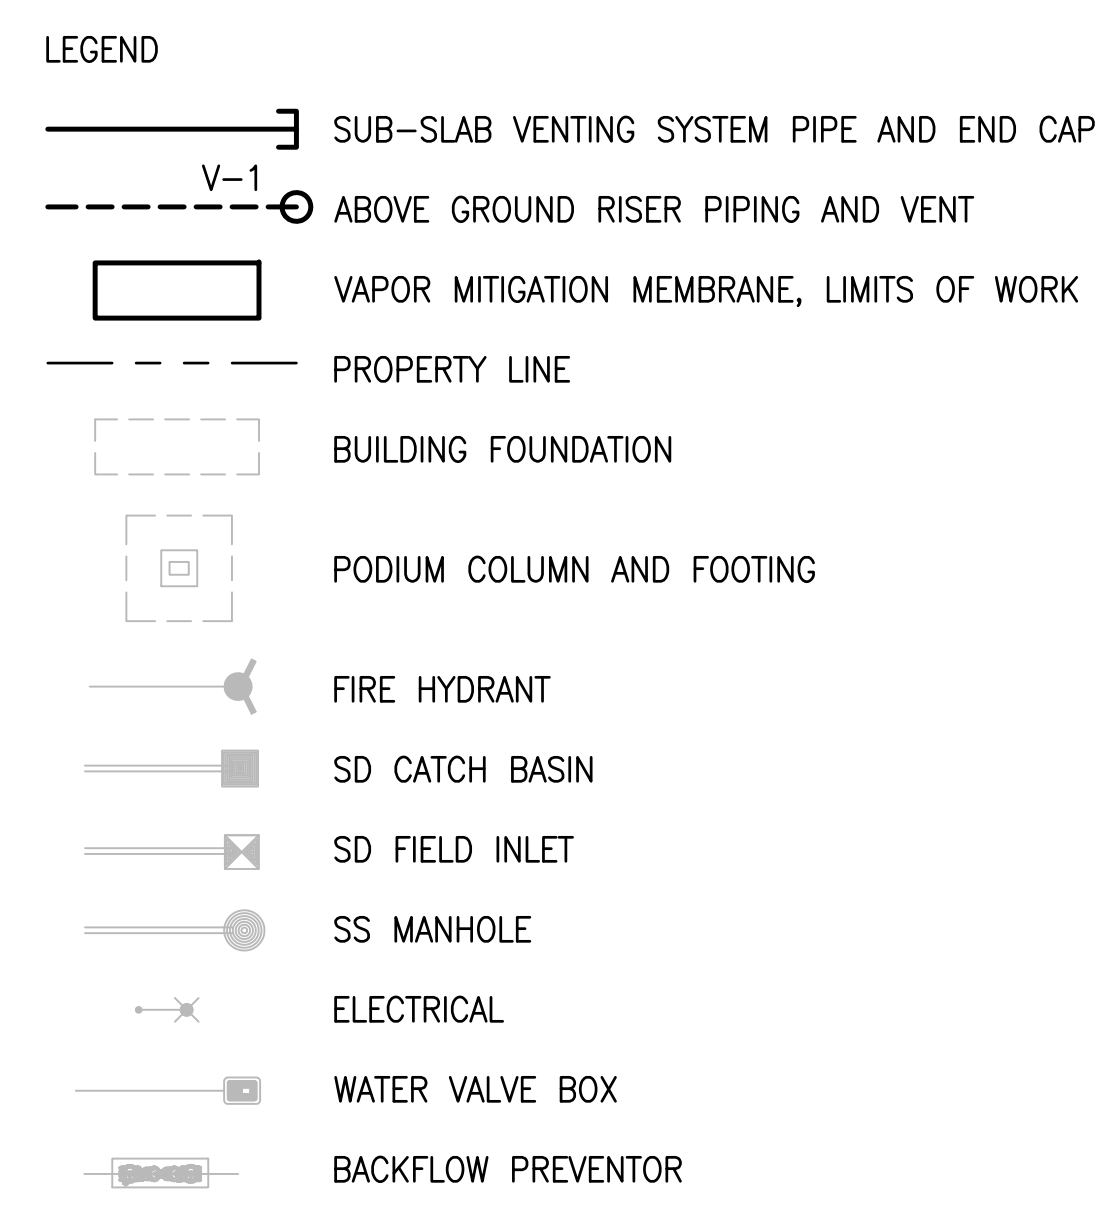 LEGEND
SUB-SLAB VENTING SYSTEM PIPE AND END CAP
V-1
ABOVE GROUND RISER PIPING AND VENT
VAPOR MITIGATION MEMBRANE, LIMITS OF WORK
PROPERTY LINE
BUILDING FOUNDATION
PODIUM COLUMN AND FOOTING
FIRE HYDRANT
SD CATCH BASIN
SD FIELD INLET
SS MANHOLE
ELECTRICAL
WATER VALVE BOX
BACKFLOW PREVENTOR